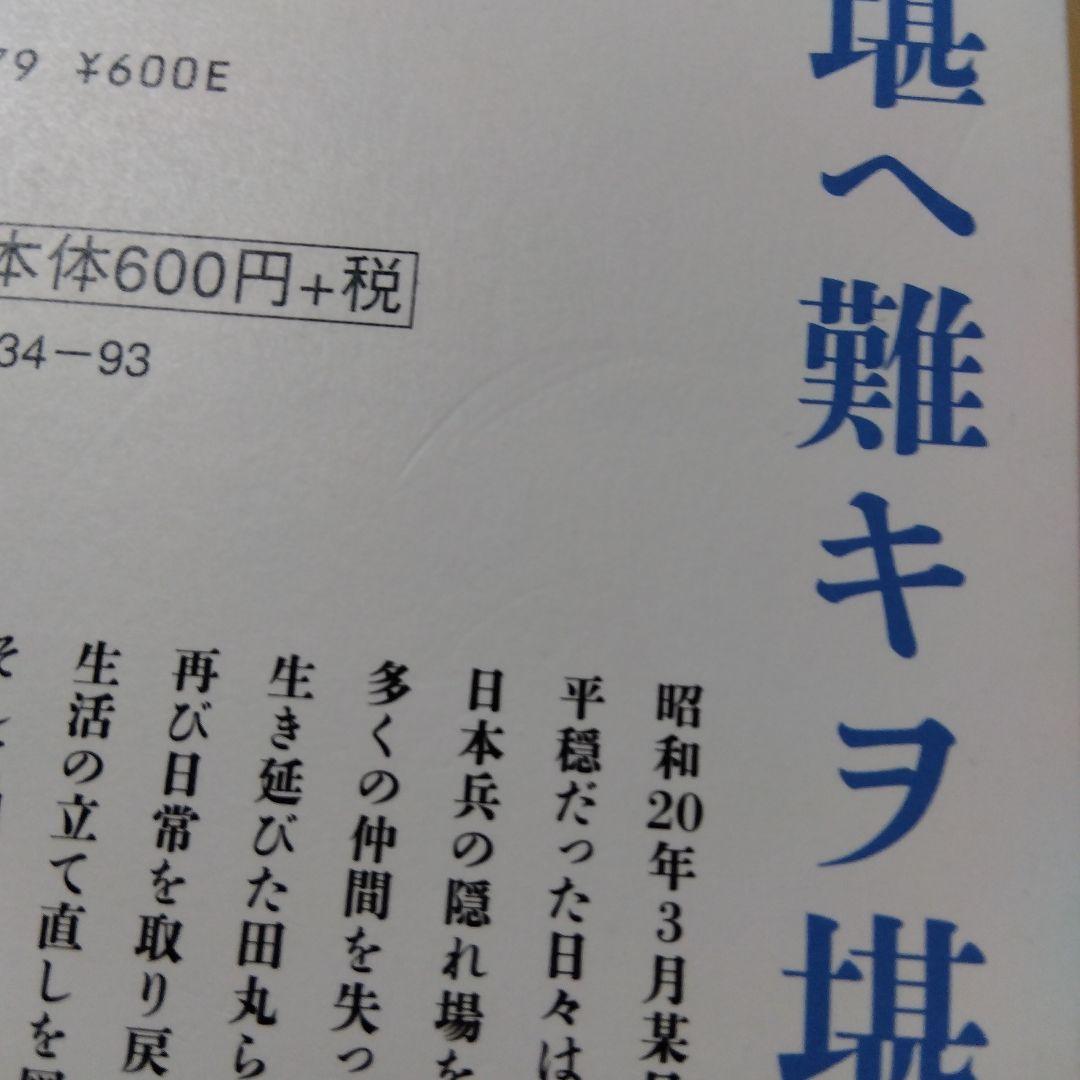 79 ¥600E
本体600円+税
34-93
堪ヘ難キヲ堪
昭和20年3月某
平穏だった日々は
日本兵の隠れ場を
多くの仲間を失っ
生き延びた田丸ら
再び日常を取り戻
生活の立て直しを